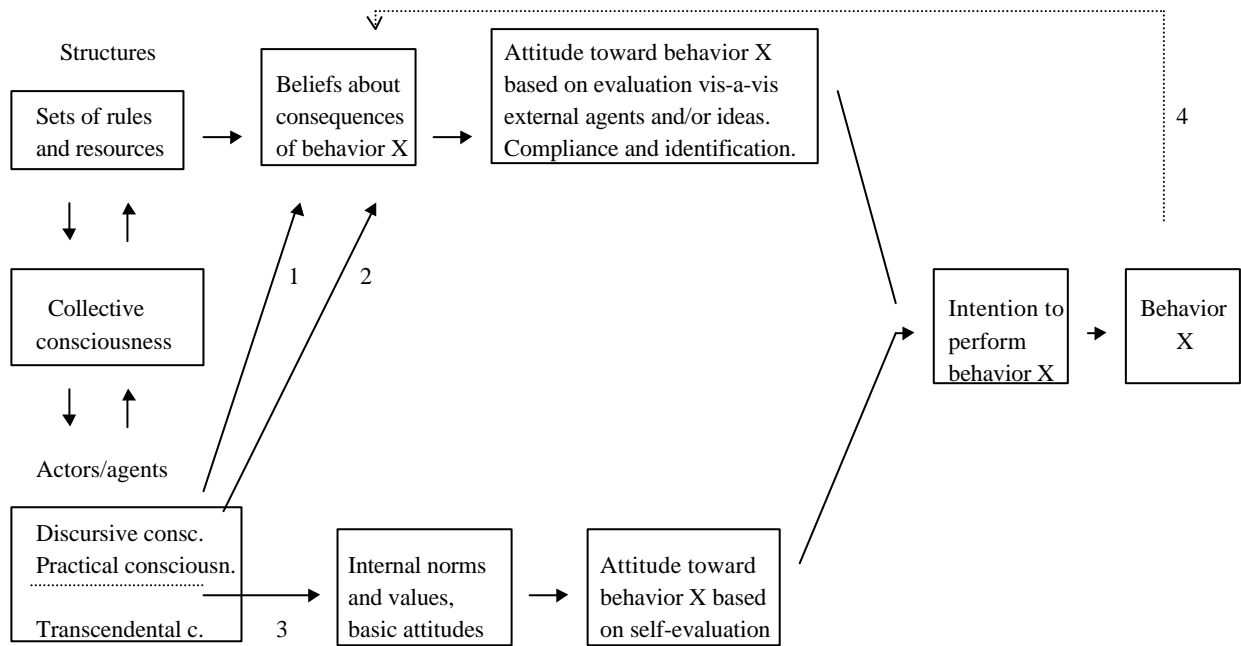 Structures
Sets of rules
and resources
Beliefs about
consequences
of behavior X
Attitude toward behavior X
based on evaluation vis-a-vis
external agents and/or ideas.
Compliance and identification.
4
1
2
Collective
consciousness
Intention to
perform
behavior X
Behavior
X
Actors/agents
Discursive consc.
Practical consciousn.
Transcendental c.
3
Internal norms
and values,
basic attitudes
Attitude toward
behavior X based
on self-evaluation